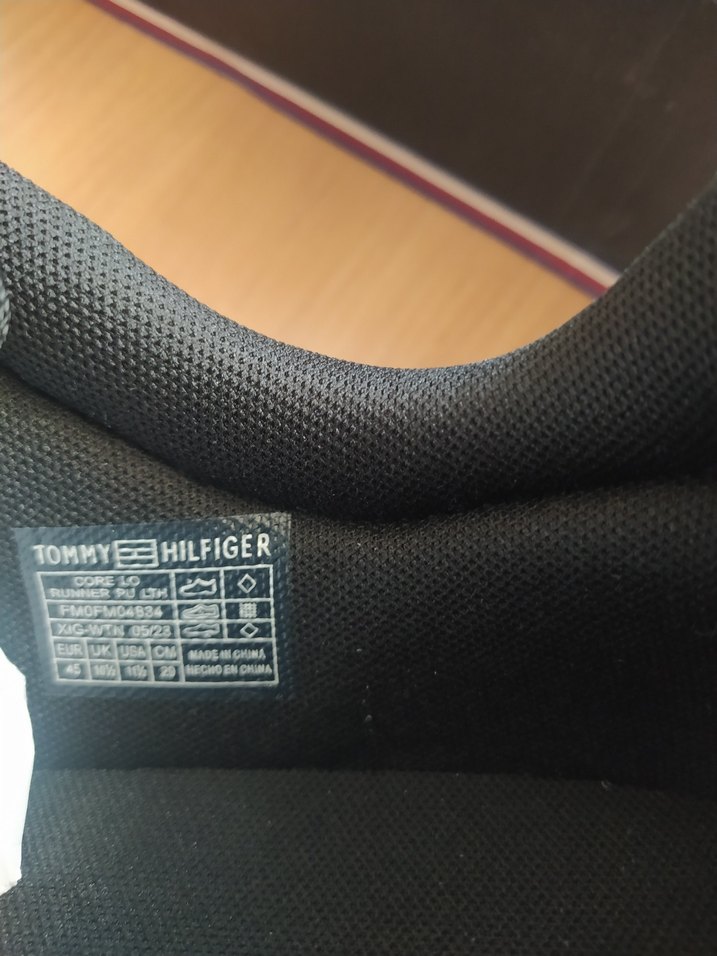 TOMMY HILFIGER
CORE LO
RUNNER PU LTH
FM0FM04834
XIG-WTN 05/23
EUR UK USA CM
45 10½ 11½ 29
MADE IN CHINA
HECHO EN CHINA